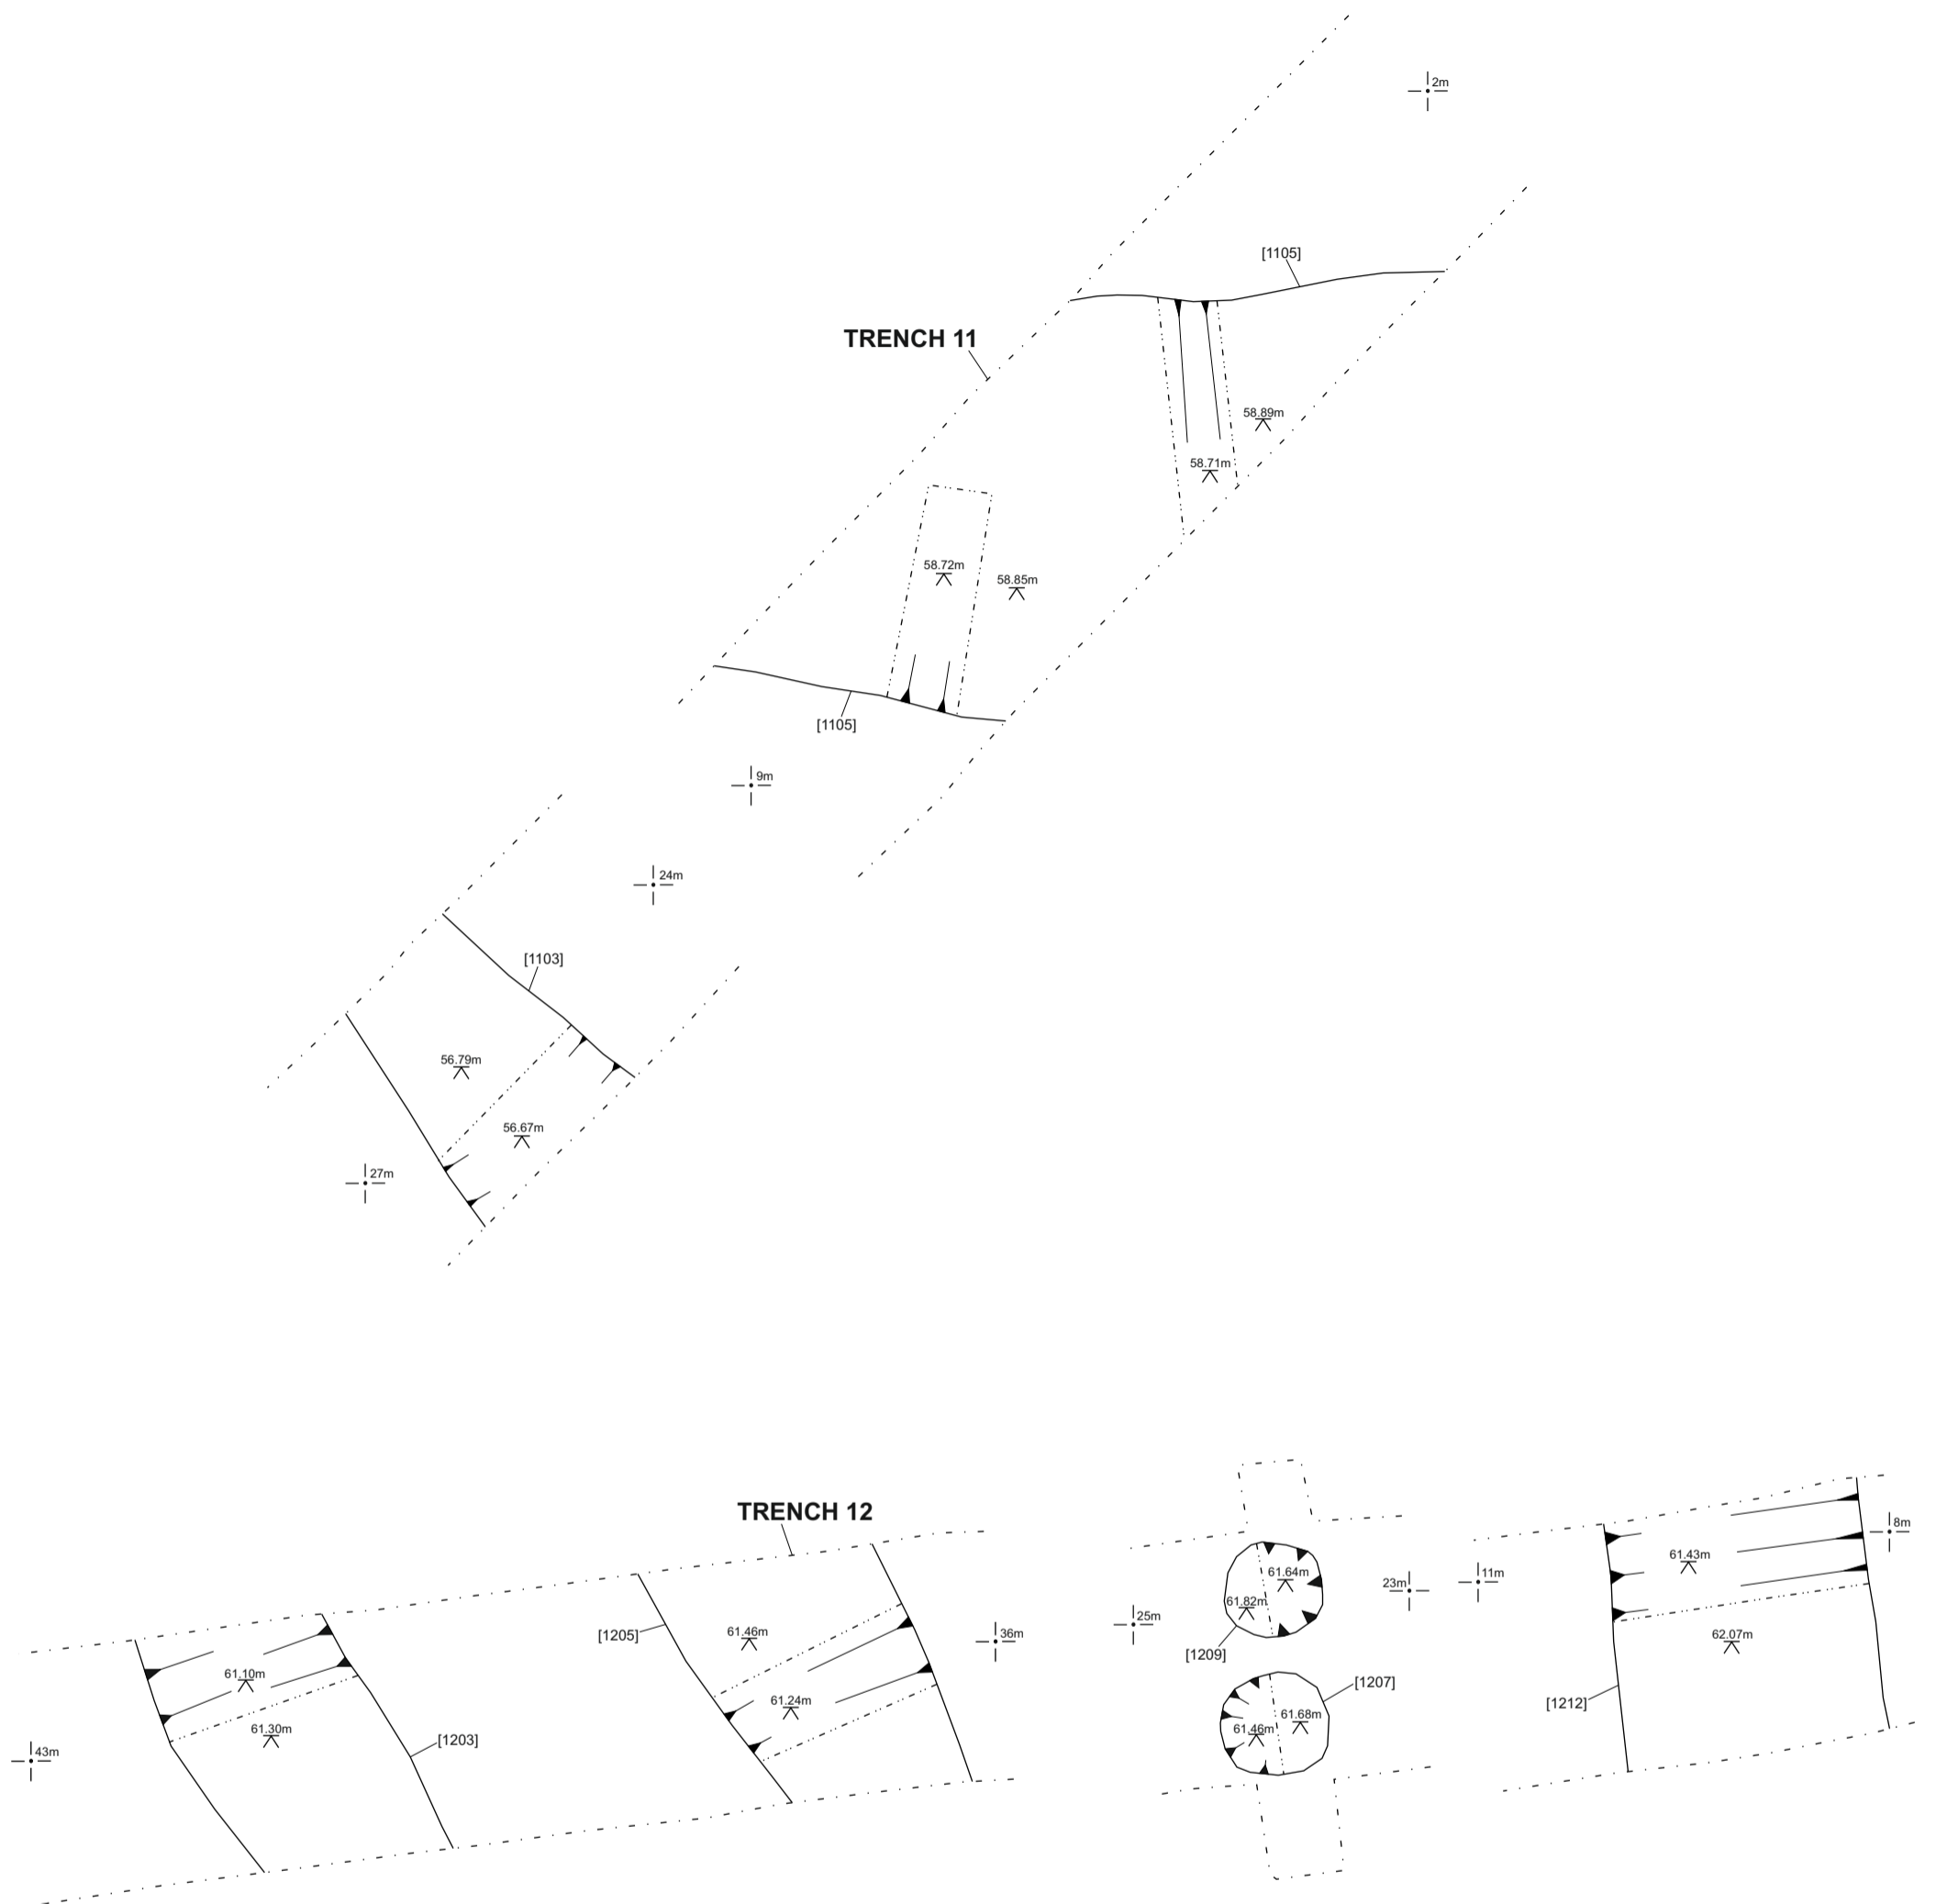 2m
[1105]
TRENCH 11
58.89m
58.71m
58.72m
58.85m
[1105]
9m
24m
[1103]
56.79m
56.67m
27m
TRENCH 12
8m
61.43m
11m
61.64m
23m
61.82m
25m
[1209]
36m
61.46m
[1205]
62.07m
61.10m
[1207]
[1212]
61.24m
61.68m
61.46m
61.30m
[1203]
43m